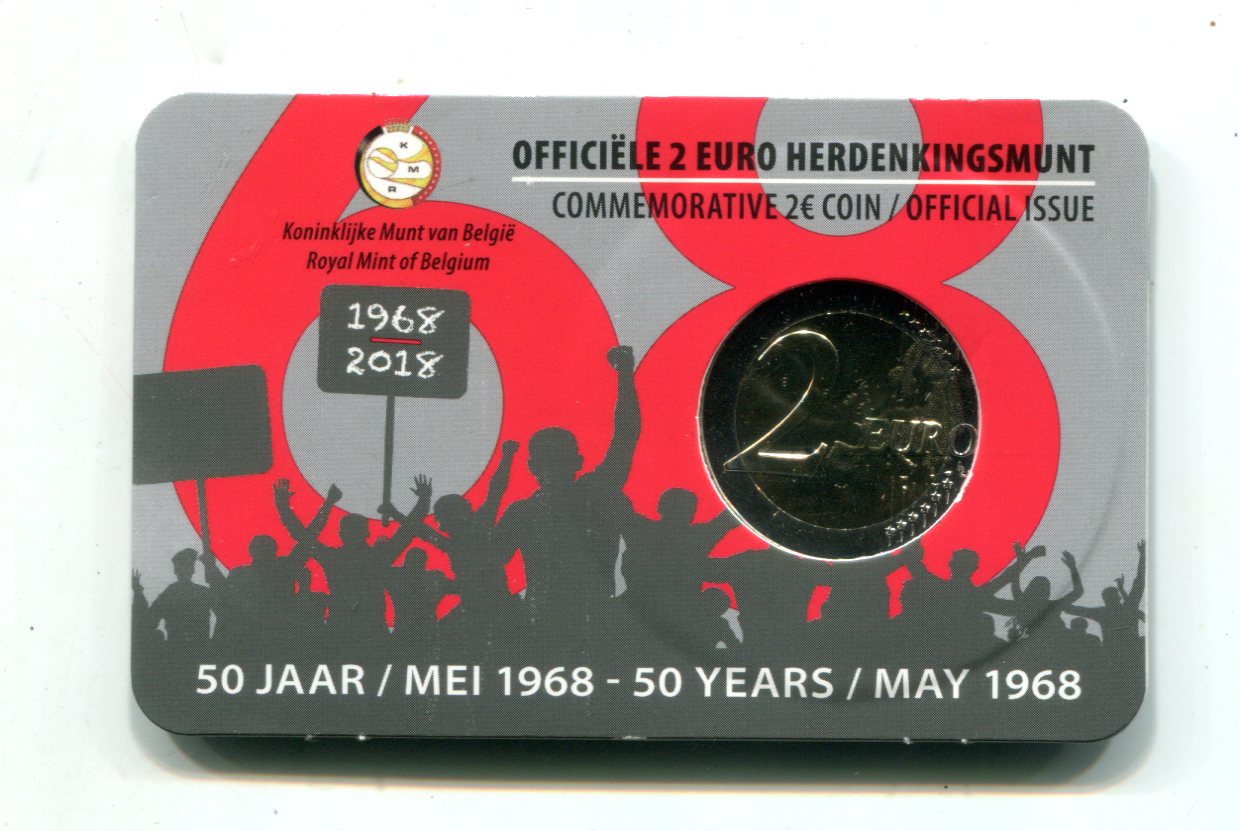 68
K
M
R
OFFICIËLE 2 EURO HERDENKINGSMUNT
COMMEMORATIVE 2€ COIN / OFFICIAL ISSUE
Koninklijke Munt van België
Royal Mint of Belgium
1968
2018
2 EURO
50 JAAR / MEI 1968 - 50 YEARS / MAY 1968